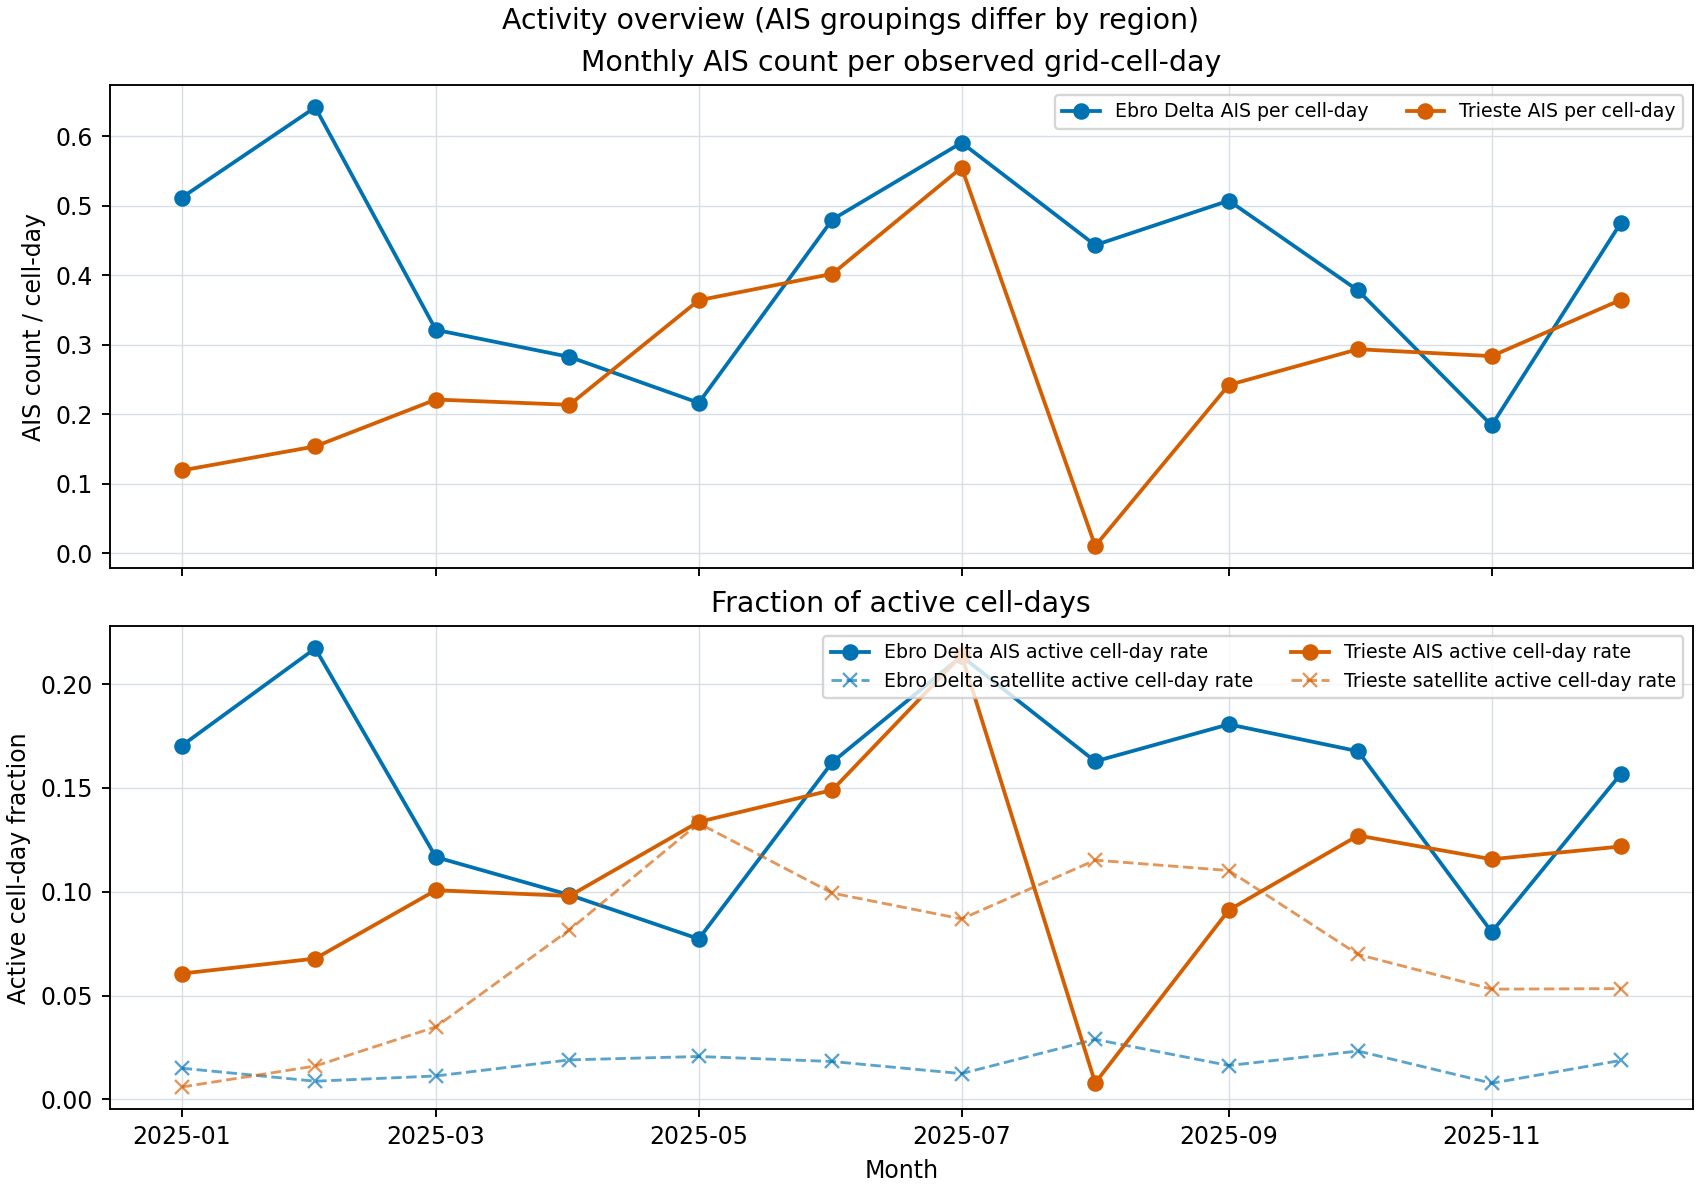 Activity overview (AIS groupings differ by region)
Monthly AIS count per observed grid-cell-day
Ebro Delta AIS per cell-day
Trieste AIS per cell-day
AIS count / cell-day
0.6
0.5
0.4
0.3
0.2
0.1
0.0
Fraction of active cell-days
Ebro Delta AIS active cell-day rate
Trieste AIS active cell-day rate
Ebro Delta satellite active cell-day rate
Trieste satellite active cell-day rate
Active cell-day fraction
0.20
0.15
0.10
0.05
0.00
2025-01
2025-03
2025-05
2025-07
2025-09
2025-11
Month